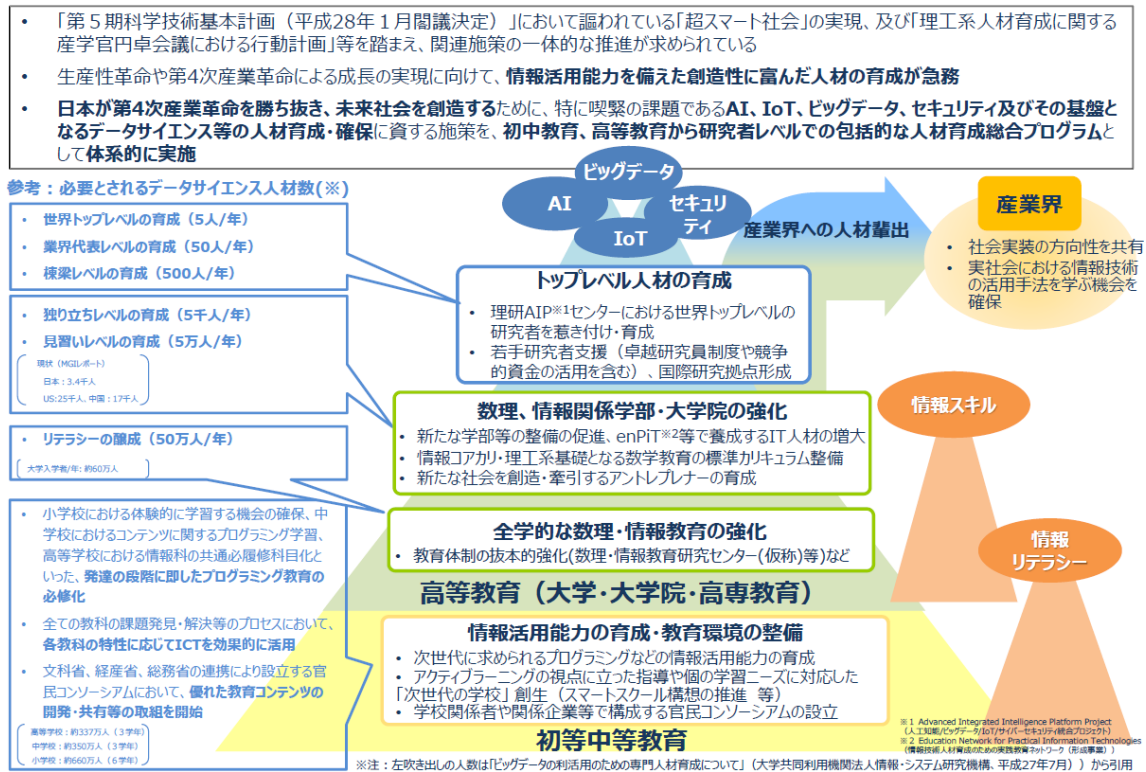 ・ 「第５期科学技術基本計画（平成28年１月閣議決定）」において謳われている「超スマート社会」の実現、及び「理工系人材育成に関する
産学官円卓会議における行動計画」等を踏まえ、関連施策の一体的な推進が求められている
・ 生産性革命や第4次産業革命による成長の実現に向けて、情報活用能力を備えた創造性に富んだ人材の育成が急務
・ 日本が第4次産業革命を勝ち抜き、未来社会を創造するために、特に喫緊の課題であるAI、IoT、ビッグデータ、セキュリティ及びその基盤と
なるデータサイエンス等の人材育成・確保に資する施策を、初中教育、高等教育から研究者レベルでの包括的な人材育成総合プログラムと
して体系的に実施
参考：必要とされるデータサイエンス人材数(※)
・ 世界トップレベルの育成（5人/年）
・ 業界代表レベルの育成（50人/年）
・ 棟梁レベルの育成（500人/年）
・ 独り立ちレベルの育成（5千人/年）
・ 見習いレベルの育成（5万人/年）
現状（MGIレポート）
日本：3.4千人
US:25千人、中国：17千人
・ リテラシーの醸成（50万人/年）
大学入学者/年: 約60万人
・ 小学校における体験的に学習する機会の確保、中
学校におけるコンテンツに関するプログラミング学習、
高等学校における情報科の共通必履修科目化と
いった、発達の段階に即したプログラミング教育の
必修化
・ 全ての教科の課題発見・解決等のプロセスにおいて、
各教科の特性に応じてICTを効果的に活用
・ 文科省、経産省、総務省の連携により設立する官
民コンソーシアムにおいて、優れた教育コンテンツの
開発・共有等の取組を開始
高等学校：約337万人（３学年）
中学校：約350万人（３学年）
小学校：約660万人（６学年）
ビッグデータ
AI
セキュリ
ティ
IoT
トップレベル人材の育成
・ 理研AIP※1センターにおける世界トップレベルの
研究者を惹き付け・育成
・ 若手研究者支援（卓越研究員制度や競争
的資金の活用を含む）、国際研究拠点形成
数理、情報関係学部・大学院の強化
・ 新たな学部等の整備の促進、enPiT※2等で養成するIT人材の増大
・ 情報コアカリ・理工系基礎となる数学教育の標準カリキュラム整備
・ 新たな社会を創造・牽引するアントレプレナーの育成
全学的な数理・情報教育の強化
・ 教育体制の抜本的強化(数理・情報教育研究センター(仮称)等)など
高等教育（大学・大学院・高専教育）
情報活用能力の育成・教育環境の整備
・ 次世代に求められるプログラミングなどの情報活用能力の育成
・ アクティブラーニングの視点に立った指導や個の学習ニーズに対応した
「次世代の学校」創生（スマートスクール構想の推進 等）
・ 学校関係者や関係企業等で構成する官民コンソーシアムの設立
初等中等教育
産業界への人材輩出
産業界
・ 社会実装の方向性を共有
・ 実社会における情報技術
の活用手法を学ぶ機会を
確保
情報スキル
情報
リテラシー
※１ Advanced Integrated Intelligence Platform Project
（人工知能/ビッグデータ/IoT/サイバーセキュリティ統合プロジェクト）
※２ Education Network for Practical Information Technologies
（情報技術人材育成のための実践教育ネットワーク（形成事業））
※注：左吹き出しの人数は「ビッグデータの利活用のための専門人材育成について」（大学共同利用機関法人情報・システム研究機構、平成27年7月））から引用